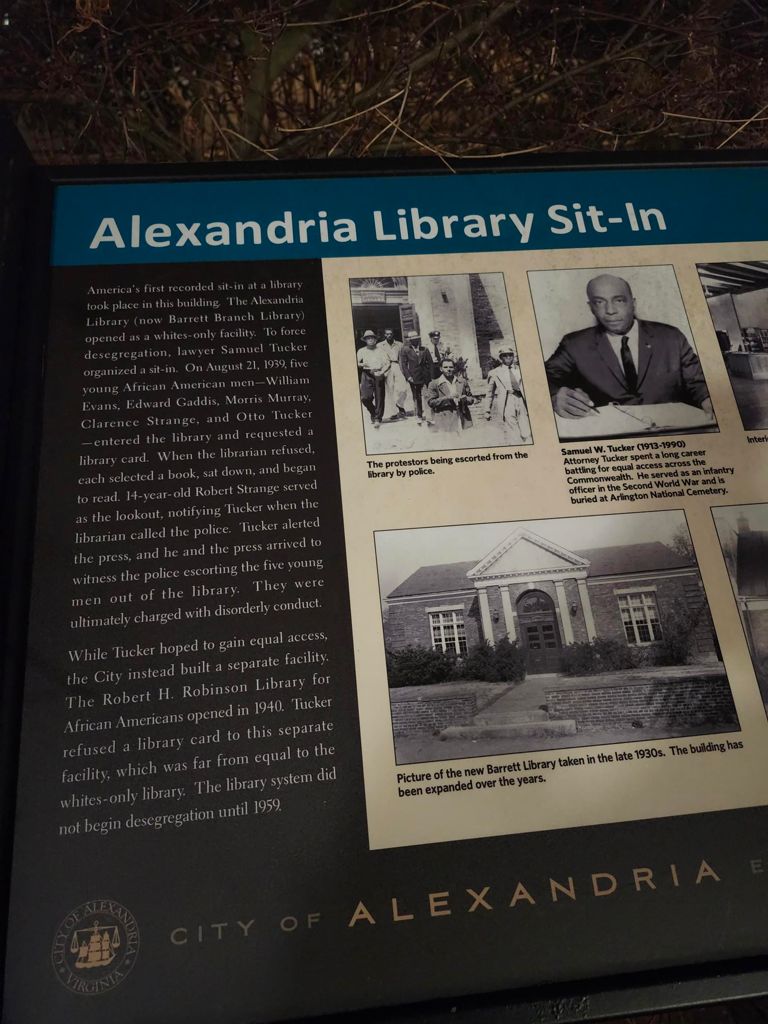 Alexandria Library Sit-In
America's first recorded sit-in at a library
took place in this building. The Alexandria
Library (now Barrett Branch Library)
opened as a whites-only facility. To force
desegregation, lawyer Samuel Tucker
organized a sit-in. On August 21, 1939, five
young African American men—William
Evans, Edward Gaddis, Morris Murray,
Clarence Strange, and Otto Tucker
—entered the library and requested a
library card. When the librarian refused,
each selected a book, sat down, and began
to read. 14-year-old Robert Strange served
as the lookout, notifying Tucker when the
librarian called the police. Tucker alerted
the press, and he and the press arrived to
witness the police escorting the five young
men out of the library. They were
ultimately charged with disorderly conduct.
While Tucker hoped to gain equal access,
the City instead built a separate facility.
The Robert H. Robinson Library for
African Americans opened in 1940. Tucker
refused a library card to this separate
facility, which was far from equal to the
whites-only library. The library system did
not begin desegregation until 1959.
The protestors being escorted from the
library by police.
Samuel W. Tucker (1913-1990)
Attorney Tucker spent a long career
battling for equal access across the
Commonwealth. He served as an infantry
officer in the Second World War and is
buried at Arlington National Cemetery.
Interi
Picture of the new Barrett Library taken in the late 1930s. The building has
been expanded over the years.
CITY OF ALEXANDRIA
VIRGINIA
CITY OF ALEXANDRIA E